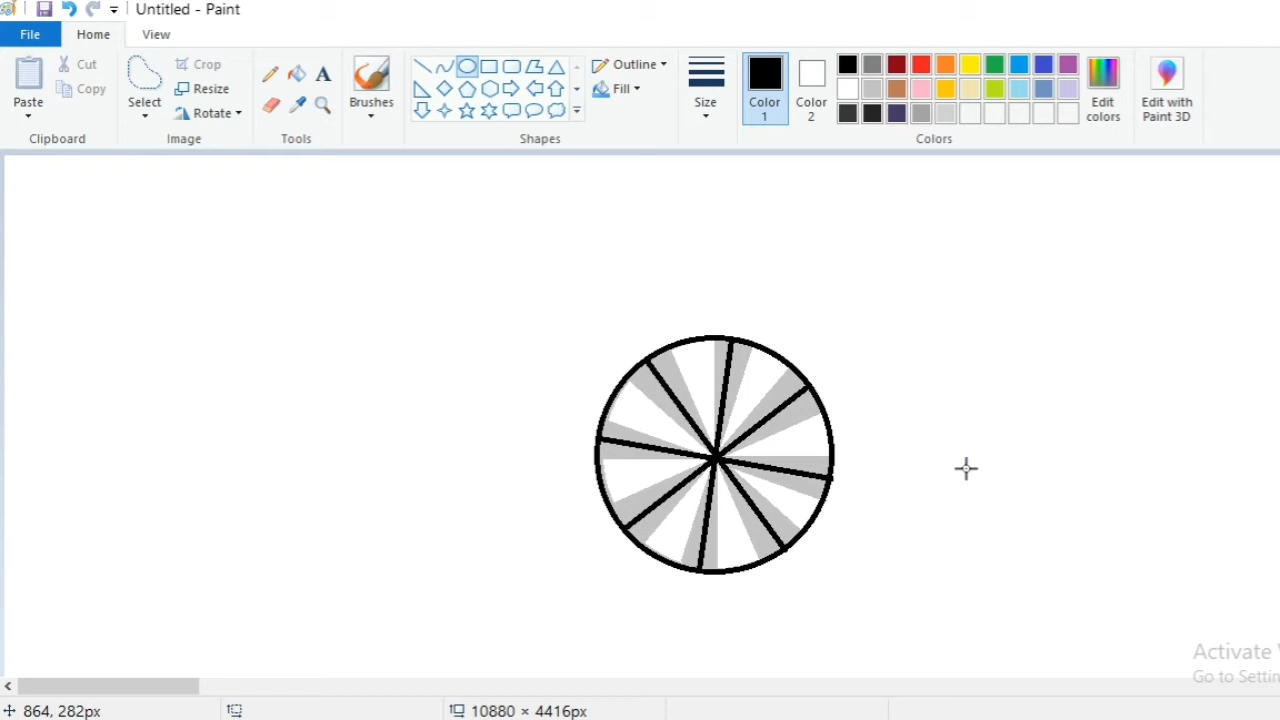 Untitled - Paint
File Home View
Paste
Cut
Copy
Clipboard
Select
Crop
Resize
Rotate
Image
A
Tools
Brushes
Outline
Fill
Shapes
Size
Color 1
Color 2
Edit colors
Colors
Edit with Paint 3D
Activate
Go to Settin
864, 282px
10880 × 4416px